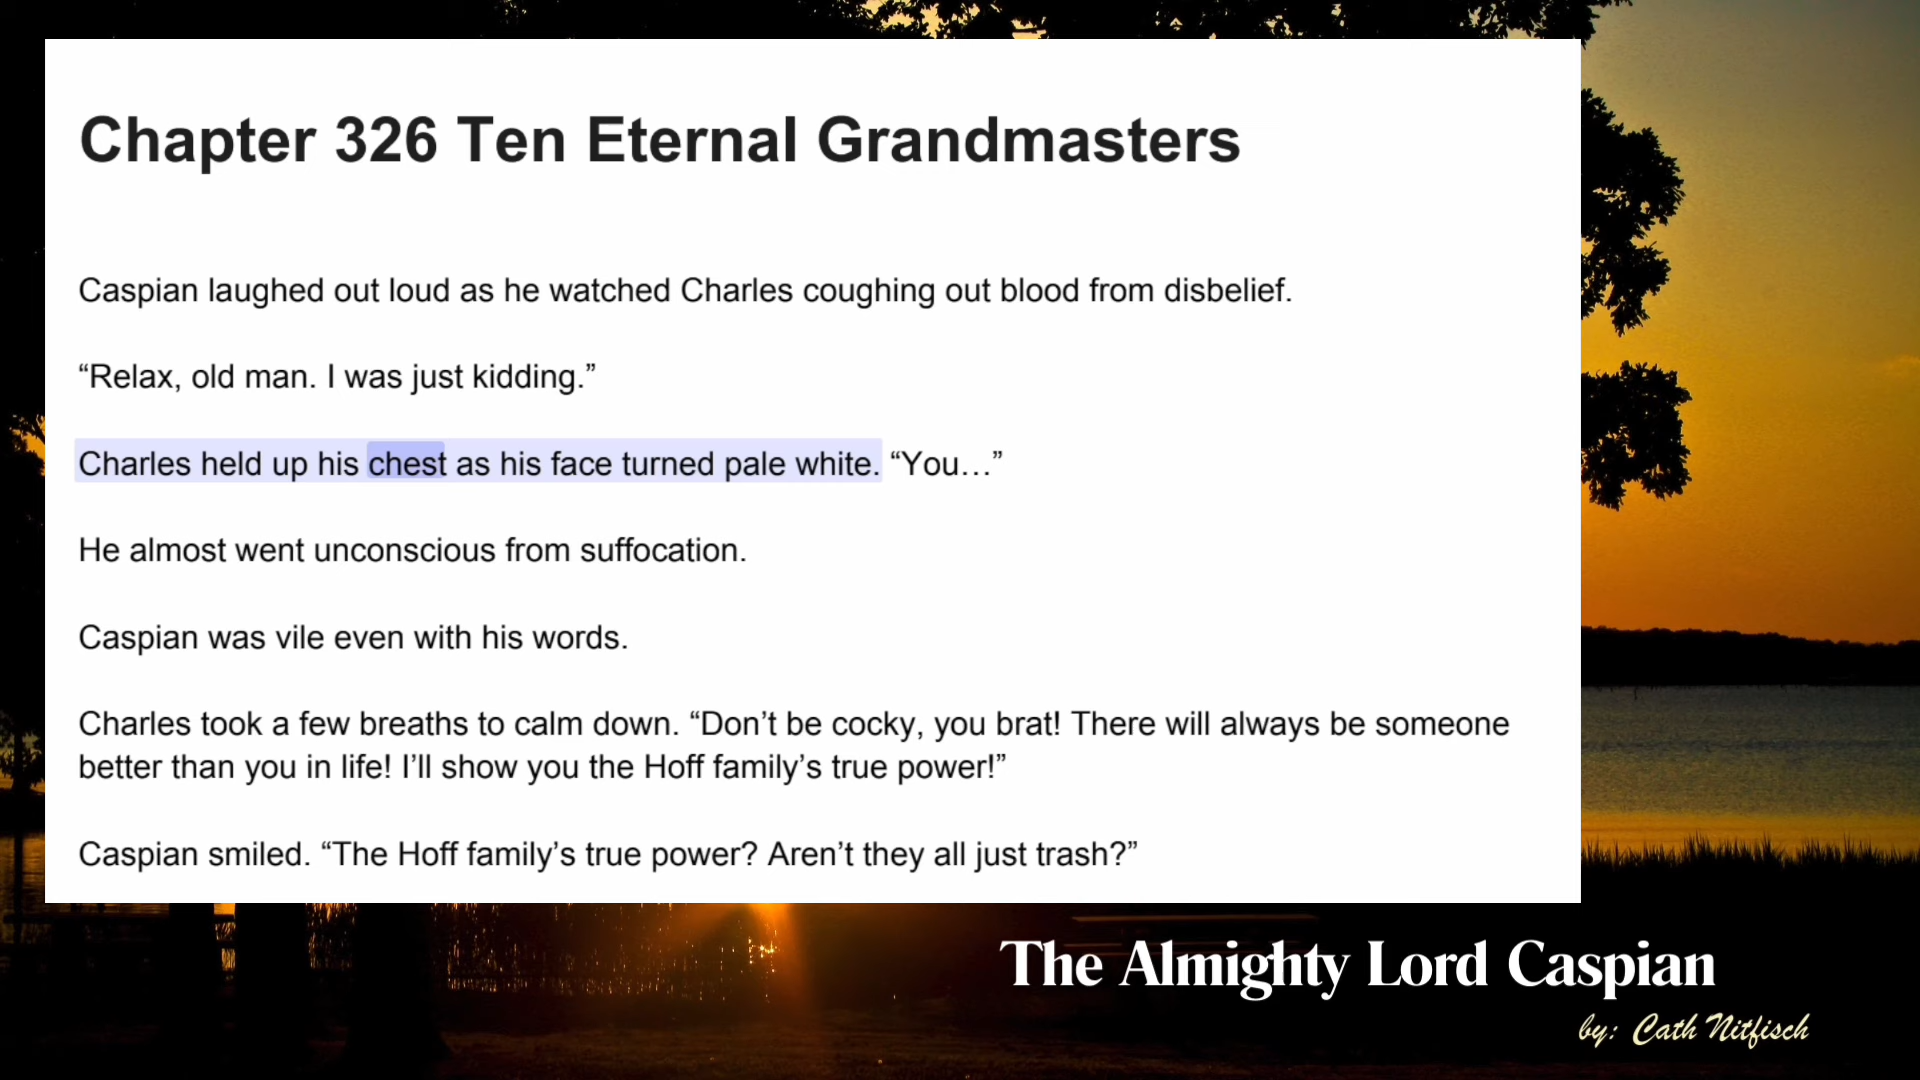 Chapter 326 Ten Eternal Grandmasters
Caspian laughed out loud as he watched Charles coughing out blood from disbelief.
“Relax, old man. I was just kidding.”
Charles held up his chest as his face turned pale white. “You…”
He almost went unconscious from suffocation.
Caspian was vile even with his words.
Charles took a few breaths to calm down. “Don’t be cocky, you brat! There will always be someone
better than you in life! I’ll show you the Hoff family’s true power!”
Caspian smiled. “The Hoff family’s true power? Aren’t they all just trash?”
The Almighty Lord Caspian
by: Cath Nitfisch